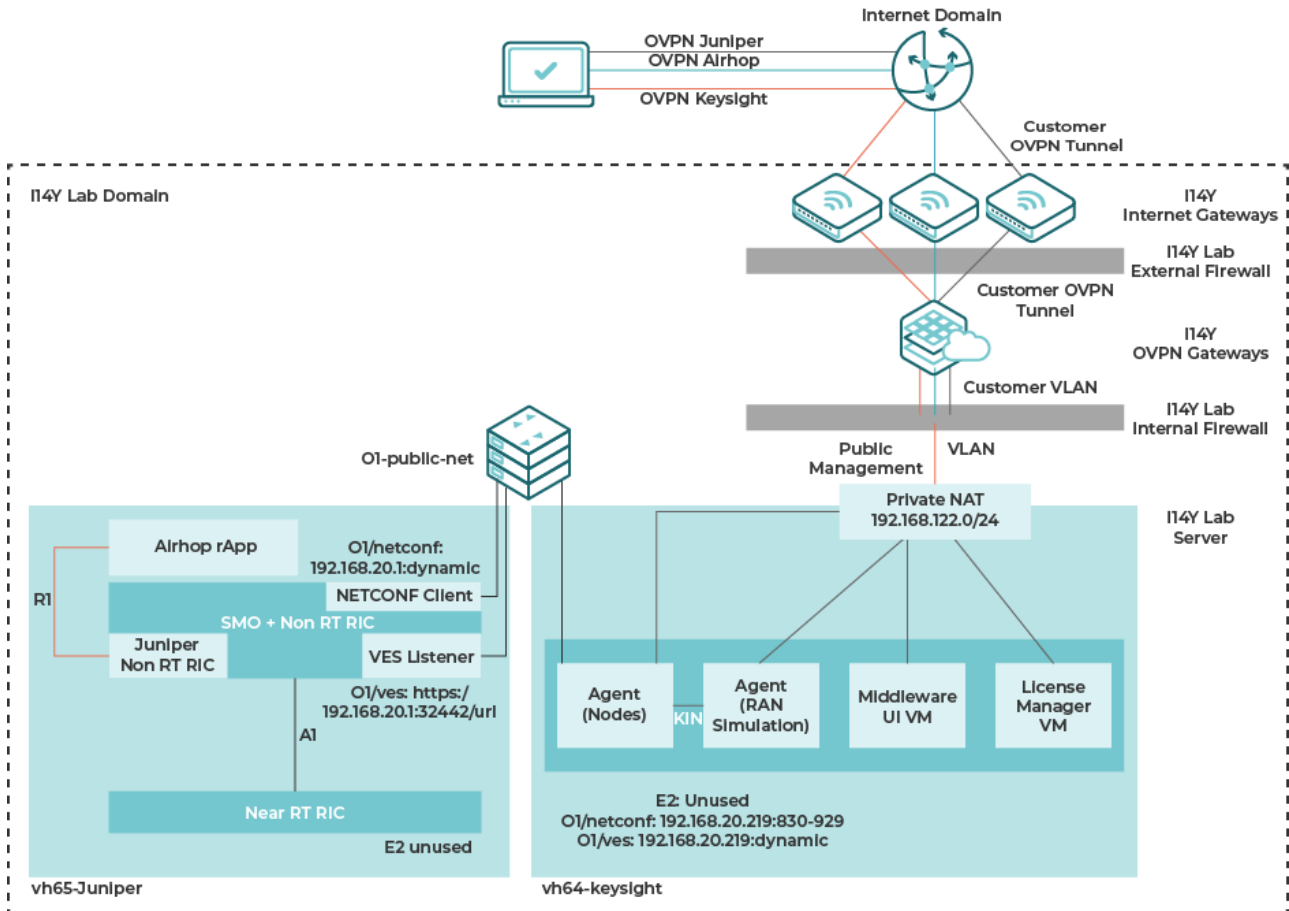 Internet Domain
OVPN Juniper
OVPN Airhop
OVPN Keysight
Customer
OVPN Tunnel
I14Y Lab Domain
I14Y
Internet Gateways
I14Y Lab
External Firewall
Customer OVPN
Tunnel
I14Y
OVPN Gateways
Customer VLAN
I14Y Lab
Internal Firewall
Public
Management
VLAN
O1-public-net
Private NAT
192.168.122.0/24
I14Y Lab
Server
Airhop rApp
O1/netconf:
192.168.20.1:dynamic
NETCONF Client
R1
SMO + Non RT RIC
Juniper
Non RT RIC
VES Listener
O1/ves: https:/
192.168.20.1:32442/url
A1
Near RT RIC
E2 unused
vh65-Juniper
Agent
(Nodes)
KIN
Agent
(RAN
Simulation)
Middleware
UI VM
License
Manager
VM
E2: Unused
O1/netconf: 192.168.20.219:830-929
O1/ves: 192.168.20.219:dynamic
vh64-keysight